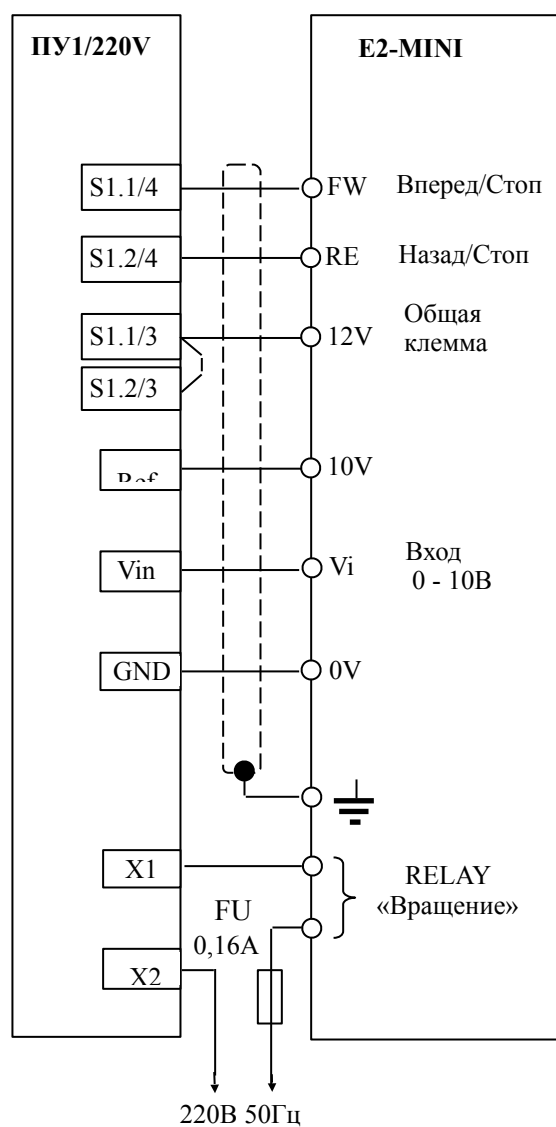 ПУ1/220V
E2-MINI
S1.1/4
FW
Вперед/Стоп
S1.2/4
RE
Назад/Стоп
S1.1/3
12V
Общая
клемма
S1.2/3
Ref
10V
Vin
Vi
Вход
0 - 10В
GND
0V
X1
RELAY
«Вращение»
FU
0,16А
X2
220В 50Гц